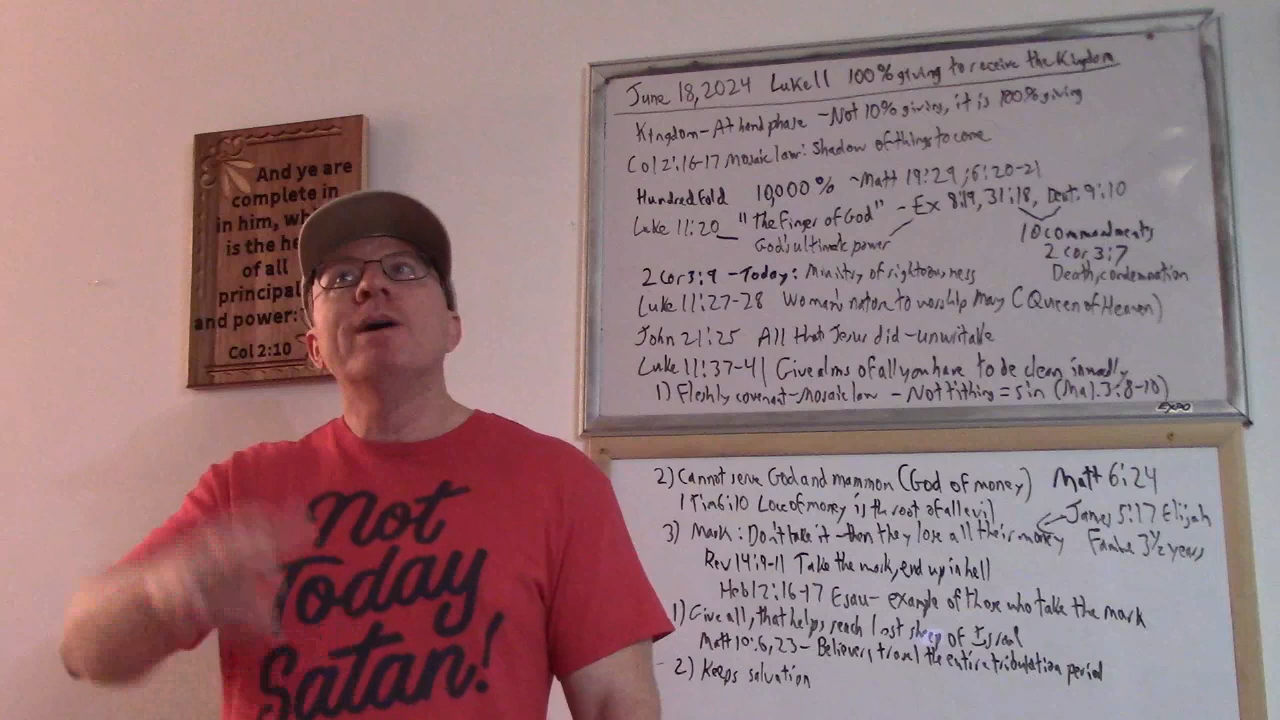 And ye are
complete in
in him, wh
is the he
of all
principal
and power:
Col 2:10
Not
Today
Satan!
June 18, 2024 Luke 11 100% giving to receive the Kingdom
Kingdom - At hand phase - Not 10% giving, it is 100% giving
Col 2:16-17 Mosaic law: Shadow of things to come
Hundredfold 10,000% ~Matt 19:29; 6:20-21
Luke 11:20 "the Finger of God" - Ex 8:19, 31:18, Deut. 9:10
God's ultimate power
10 commandments
2 Cor 3:7
Death, condemnation
2 Cor 3:9 - Today: Ministry of righteousness
Luke 11:27-28 Woman's nature to worship Mary (Queen of Heaven)
John 21:25 All that Jesus did - unwritable
Luke 11:37-41 Give alms of all you have to be clean inwardly
1) Fleshly covenant - Mosaic law - Not tithing = sin (Mal. 3:8-10)
EXPO
2) Cannot serve God and mammon (God of money) Matt 6:24
1 Tim 6:10 Love of money is the root of all evil
James 5:17 Elijah
3) Mark: Don't take it - then they lose all their money
Famine 3 1/2 years
Rev 14:9-11 Take the mark, end up in hell
Heb 12:16-17 Esau - example of those who take the mark
1) Give all, that helps reach lost sheep of Israel
Matt 10:6, 23 - Believers travel the entire tribulation period
2) Keeps salvation